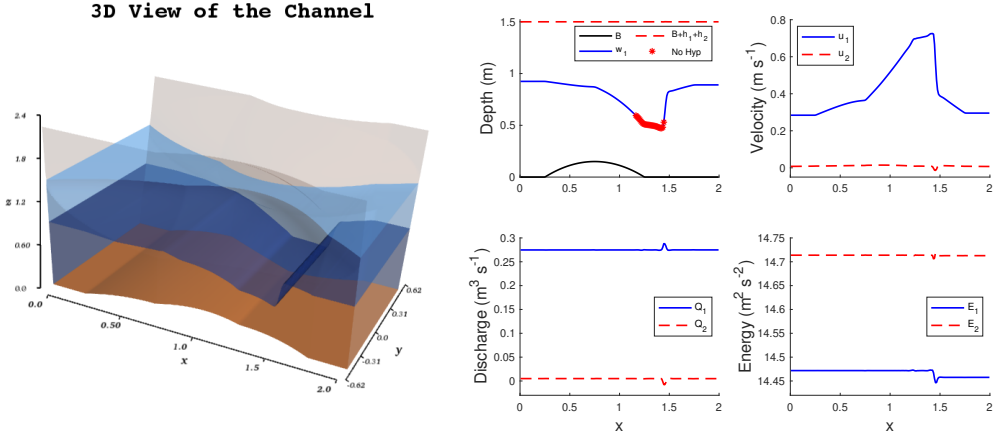 3D View of the Channel
2.4
1.8
z 1.2
0.60
0.0
0.0
0.50
1.0
1.5
2.0
x
0.62
0.31
0.0
-0.31
-0.62
y
1.5
1
0.5
0
Depth (m)
B
w₁
B+h₁+h₂
No Hyp
0 0.5 1 1.5 2
0.8
0.6
0.4
0.2
0
Velocity (m s⁻¹)
u₁
u₂
0 0.5 1 1.5 2
0.3
0.25
0.2
0.15
0.1
0.05
0
Discharge (m³ s⁻¹)
Q₁
Q₂
0 0.5 1 1.5 2
x
14.75
14.7
14.65
14.6
14.55
14.5
14.45
Energy (m² s⁻²)
E₁
E₂
0 0.5 1 1.5 2
x